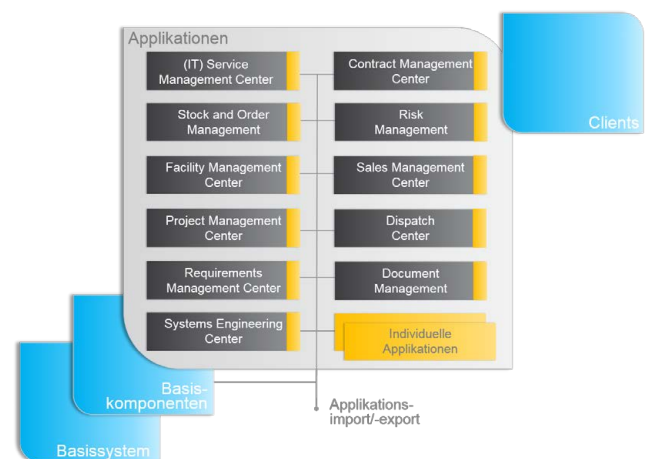 Applikationen
(IT) Service
Management Center
Contract Management
Center
Stock and Order
Management
Risk
Management
Facility Management
Center
Sales Management
Center
Project Management
Center
Dispatch
Center
Requirements
Management Center
Document
Management
Systems Engineering
Center
Individuelle
Applikationen
Clients
Basis-
komponenten
Basissystem
Applikations-
import/-export